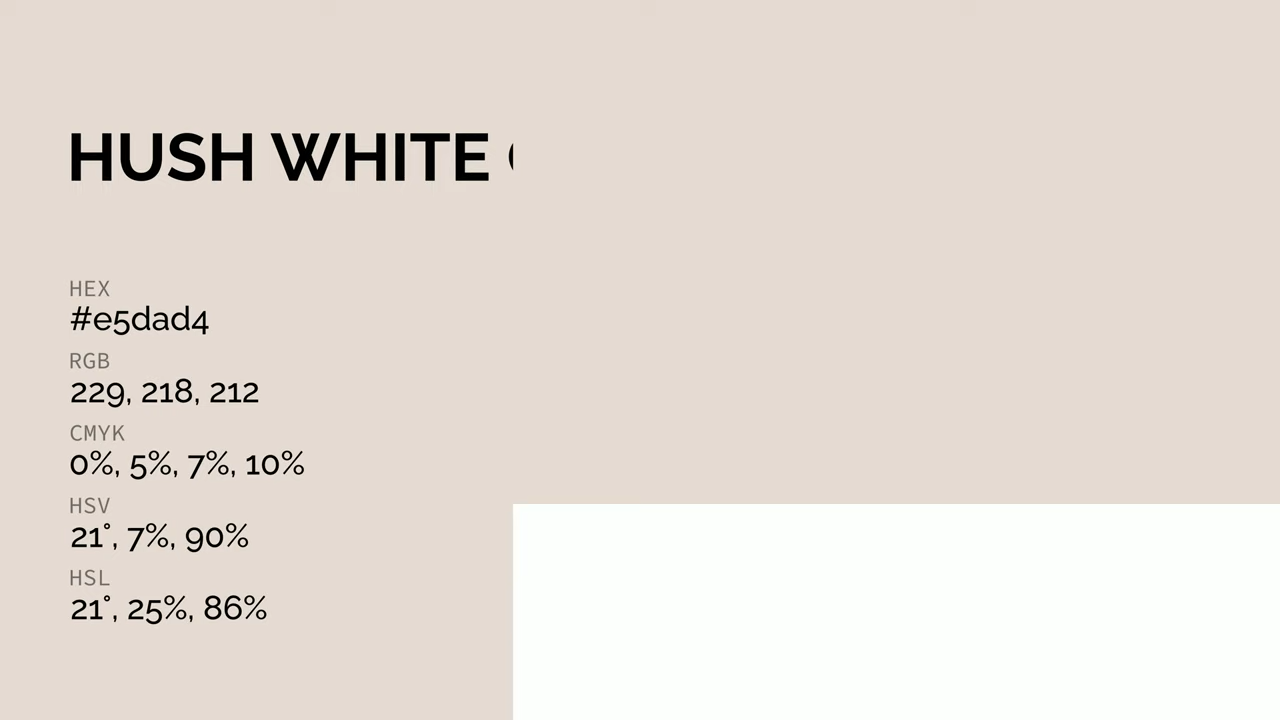 HUSH WHITE
HEX
#e5dad4
RGB
229, 218, 212
CMYK
0%, 5%, 7%, 10%
HSV
21°, 7%, 90%
HSL
21°, 25%, 86%